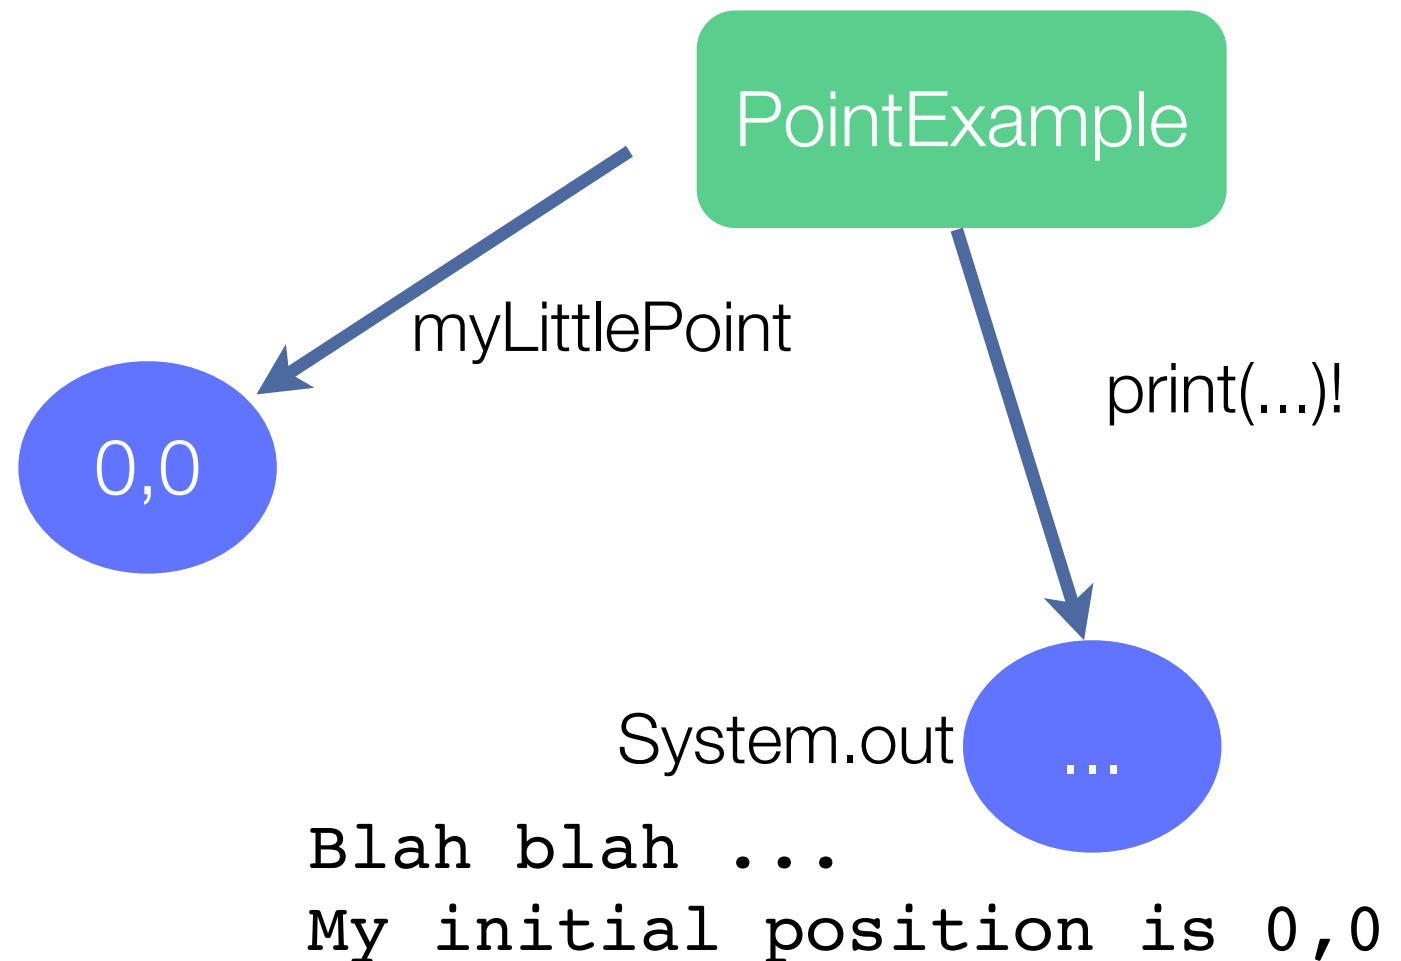 PointExample
myLittlePoint
print(...)!
0,0
System.out
...
Blah blah ...
My initial position is 0,0